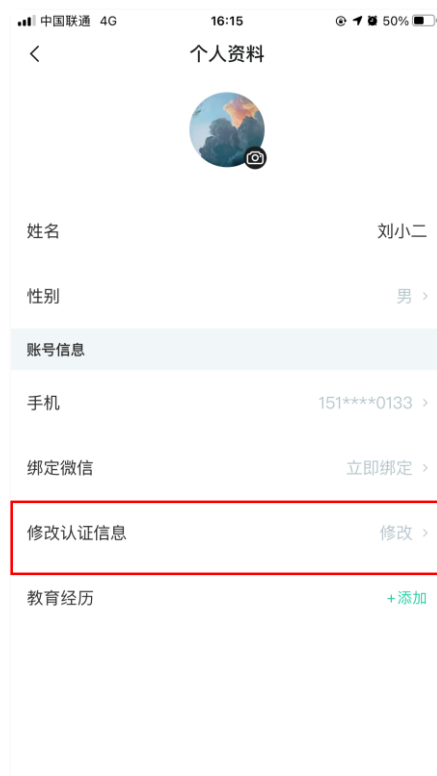 中国联通 4G 16:15 50%
个人资料
姓名 刘小二
性别 男
账号信息
手机 151****0133
绑定微信 立即绑定
修改认证信息 修改
教育经历 +添加